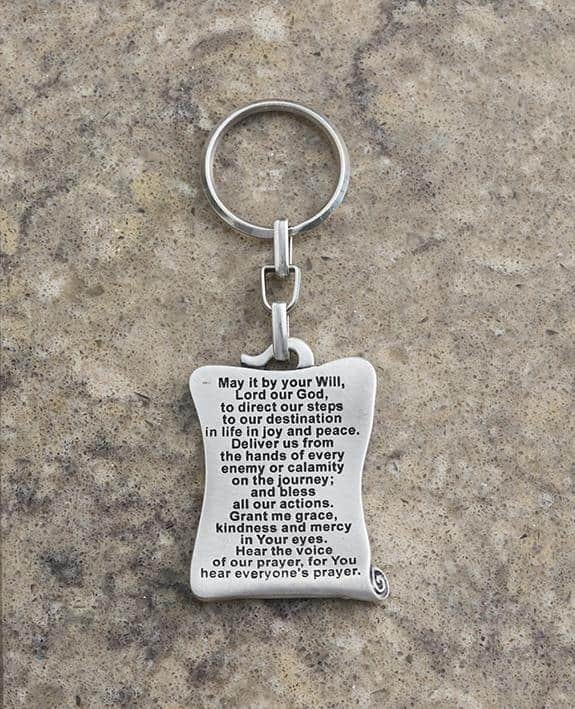 May it by your Will,
Lord our God,
to direct our steps
to our destination
in life in joy and peace.
Deliver us from
the hands of every
enemy or calamity
on the journey;
and bless
all our actions.
Grant me grace,
kindness and mercy
in Your eyes.
Hear the voice
of our prayer, for You
hear everyone's prayer.